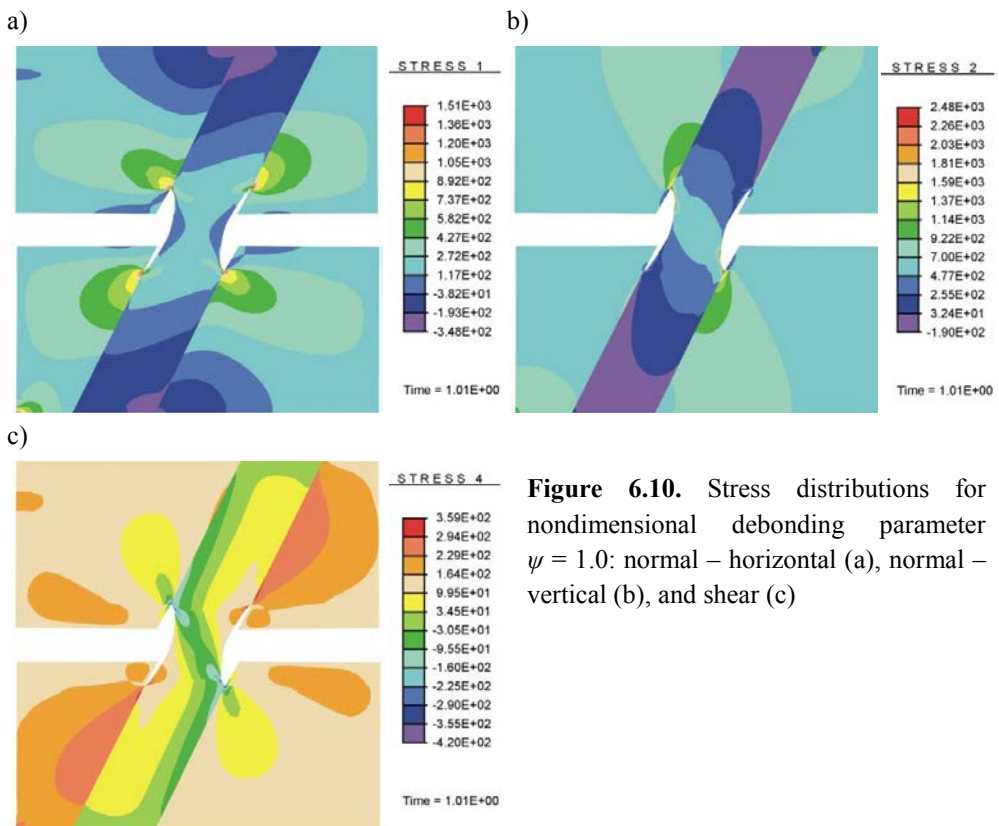 a)
STRESS 1
1.51E+03
1.36E+03
1.20E+03
1.05E+03
8.92E+02
7.37E+02
5.82E+02
4.27E+02
2.72E+02
1.17E+02
-3.82E+01
-1.93E+02
-3.48E+02
Time = 1.01E+00
b)
STRESS 2
2.48E+03
2.26E+03
2.03E+03
1.81E+03
1.59E+03
1.37E+03
1.14E+03
9.22E+02
7.00E+02
4.77E+02
2.55E+02
3.24E+01
-1.90E+02
Time = 1.01E+00
c)
STRESS 4
3.59E+02
2.94E+02
2.29E+02
1.64E+02
9.95E+01
3.45E+01
-3.05E+01
-9.55E+01
-1.60E+02
-2.25E+02
-2.90E+02
-3.55E+02
-4.20E+02
Time = 1.01E+00
Figure 6.10. Stress distributions for
nondimensional debonding parameter
ψ = 1.0: normal – horizontal (a), normal –
vertical (b), and shear (c)